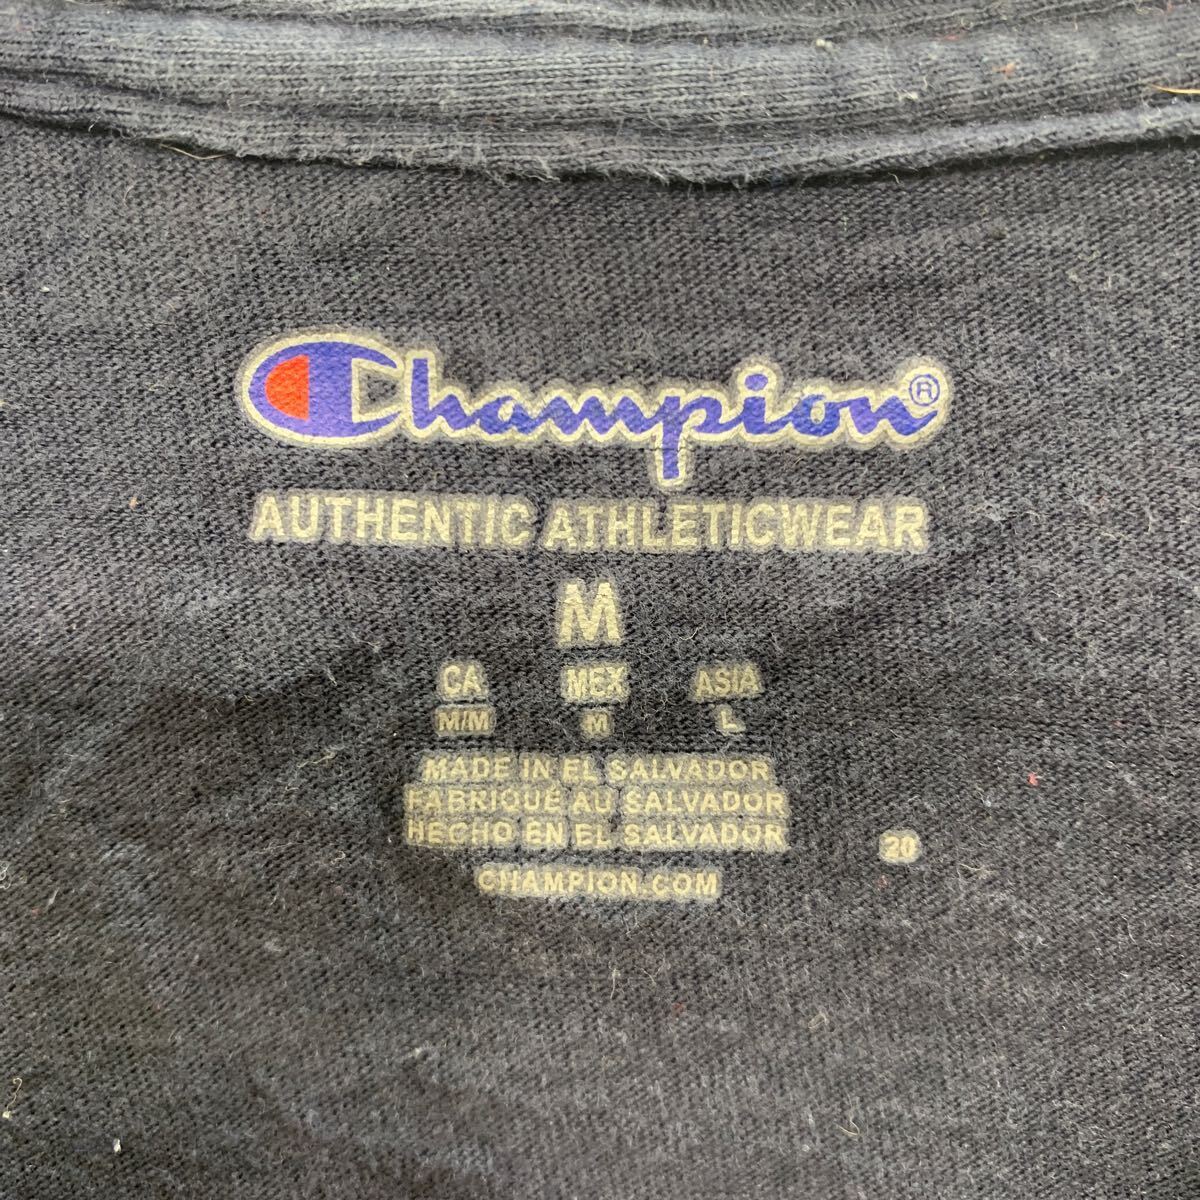 Champion®
AUTHENTIC ATHLETICWEAR
M
CA MEX ASIA
M/M M L
MADE IN EL SALVADOR
FABRIQUÉ AU SALVADOR
HECHO EN EL SALVADOR
20
CHAMPION.COM